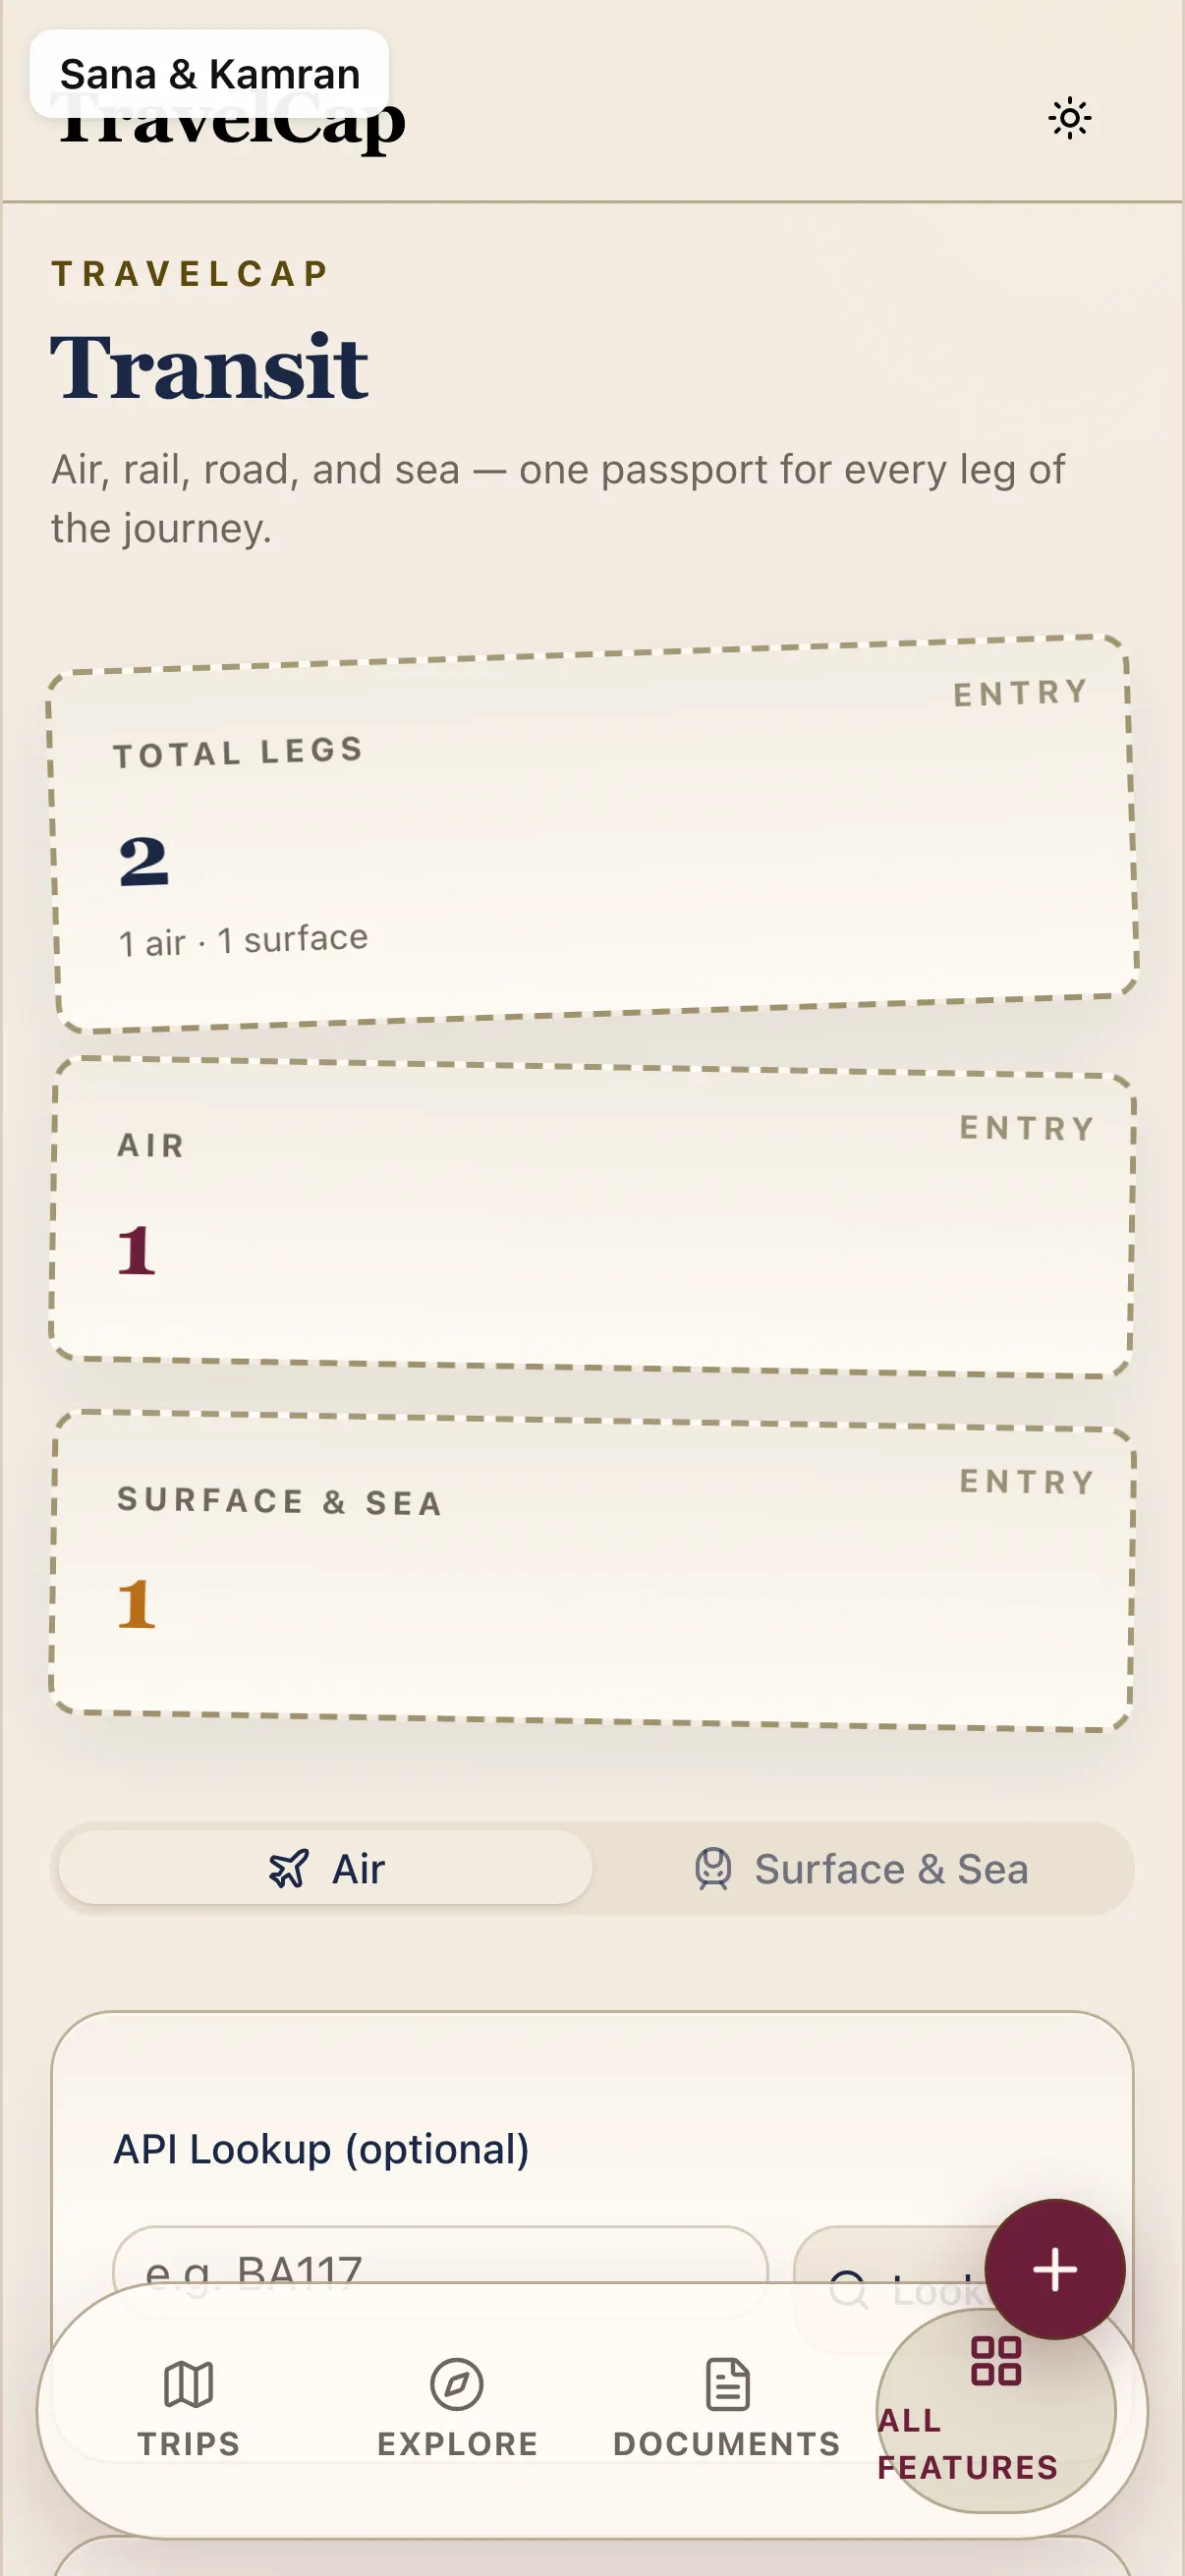 Sana & Kamran
TravelCap
TRAVELCAP
Transit
Air, rail, road, and sea — one passport for every leg of
the journey.
ENTRY
TOTAL LEGS
2
1 air · 1 surface
ENTRY
AIR
1
ENTRY
SURFACE & SEA
1
Air
Surface & Sea
API Lookup (optional)
e.g. BA117
Look
TRIPS
EXPLORE
DOCUMENTS
ALL
FEATURES